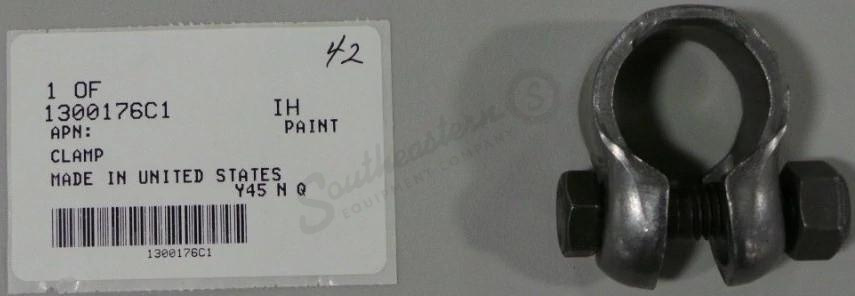 42
1 OF
1300176C1 IH
APN: PAINT
CLAMP
MADE IN UNITED STATES
Y45 N Q
1300176C1
Southeastern S
EQUIPMENT COMPANY